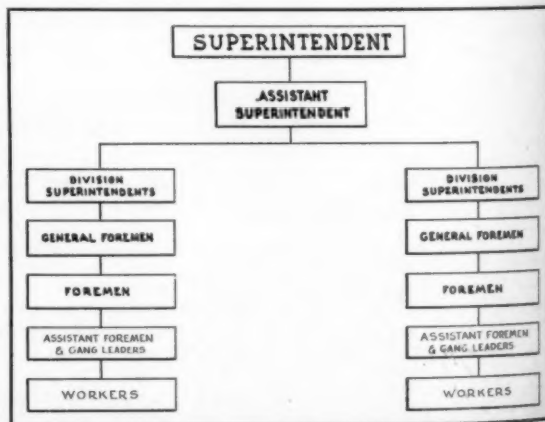 SUPERINTENDENT
ASSISTANT
SUPERINTENDENT
DIVISION
SUPERINTENDENTS
GENERAL FOREMEN
FOREMEN
ASSISTANT FOREMEN
& GANG LEADERS
WORKERS
DIVISION
SUPERINTENDENTS
GENERAL FOREMEN
FOREMEN
ASSISTANT FOREMEN
& GANG LEADERS
WORKERS